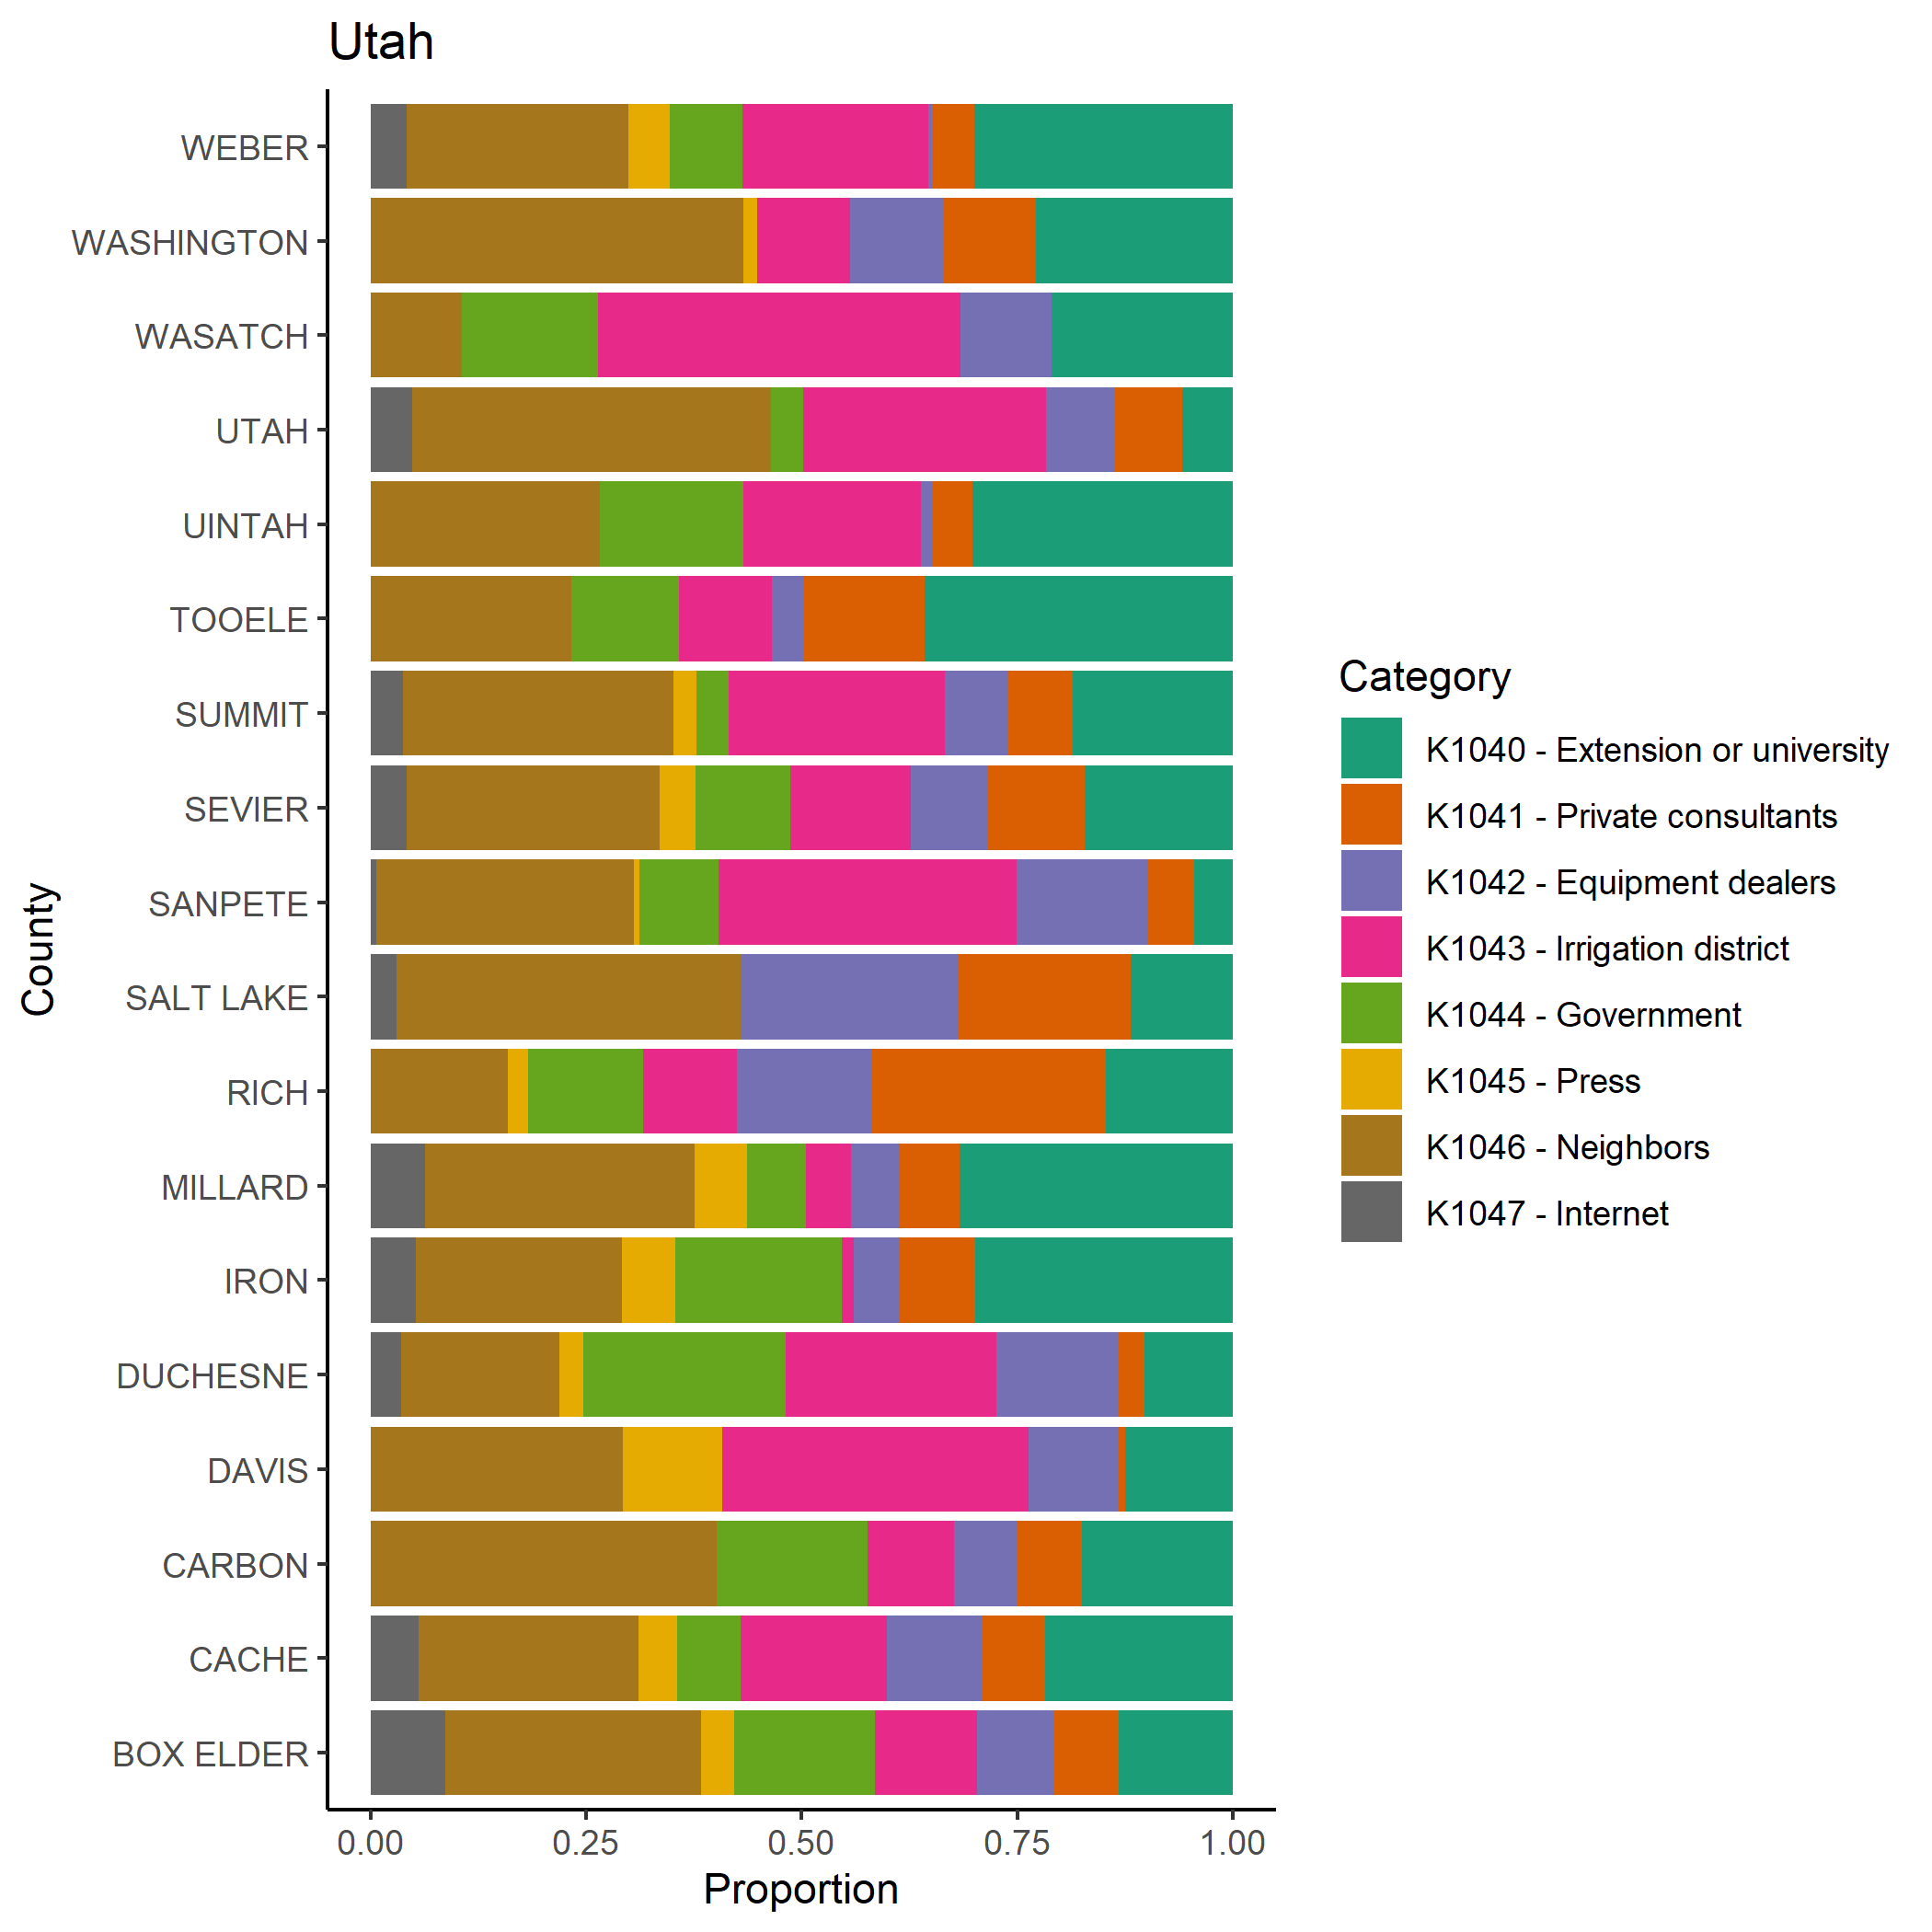 Utah
County
WEBER
WASHINGTON
WASATCH
UTAH
UINTAH
TOOELE
SUMMIT
SEVIER
SANPETE
SALT LAKE
RICH
MILLARD
IRON
DUCHESNE
DAVIS
CARBON
CACHE
BOX ELDER
0.00 0.25 0.50 0.75 1.00
Proportion
Category
K1040 - Extension or university
K1041 - Private consultants
K1042 - Equipment dealers
K1043 - Irrigation district
K1044 - Government
K1045 - Press
K1046 - Neighbors
K1047 - Internet